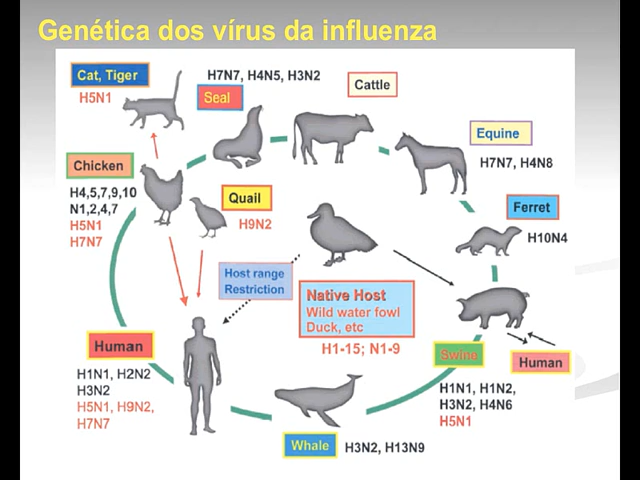 Genética dos vírus da influenza
Cat, Tiger
H5N1
H7N7, H4N5, H3N2
Seal
Cattle
Equine
H7N7, H4N8
Chicken
H4,5,7,9,10
N1,2,4,7
H5N1
H7N7
Quail
H9N2
Ferret
H10N4
Host range
Restriction
Native Host
Wild water fowl
Duck, etc
H1-15; N1-9
Human
H1N1, H2N2
H3N2
H5N1, H9N2,
H7N7
Swine
Human
H1N1, H1N2,
H3N2, H4N6
H5N1
Whale
H3N2, H13N9